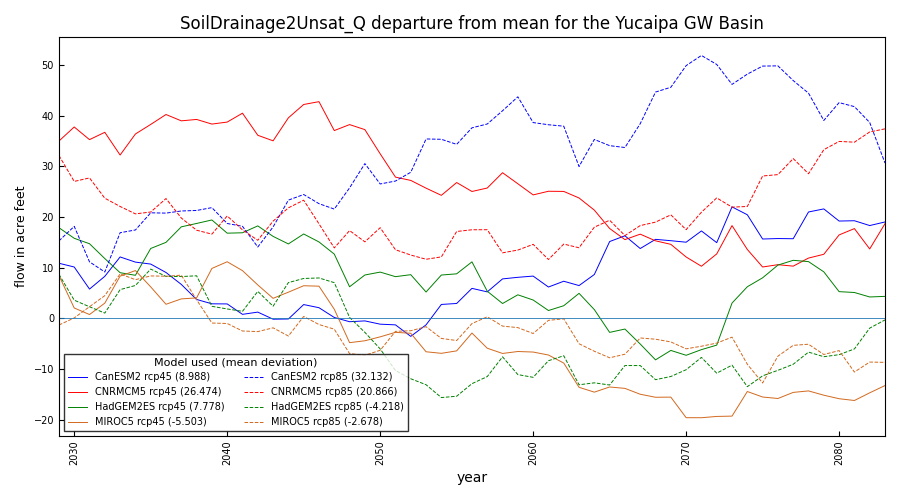 SoilDrainage2Unsat_Q departure from mean for the Yucaipa GW Basin
flow in acre feet
50
40
30
20
10
0
−10
−20
Model used (mean deviation)
CanESM2 rcp45 (8.988) CanESM2 rcp85 (32.132)
CNRMCM5 rcp45 (26.474) CNRMCM5 rcp85 (20.866)
HadGEM2ES rcp45 (7.778) HadGEM2ES rcp85 (-4.218)
MIROC5 rcp45 (-5.503) MIROC5 rcp85 (-2.678)
2030 2040 2050 2060 2070 2080
year